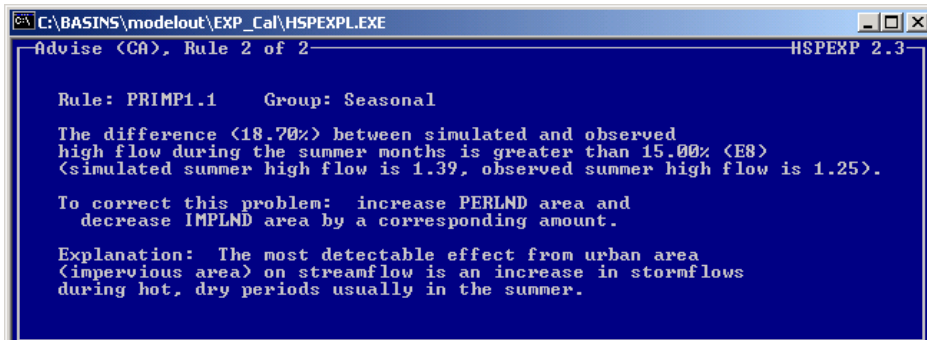 C:\BASINS\modelout\EXP_Cal\HSPEXPL.EXE
Advise (CA), Rule 2 of 2 HSPEXP 2.3
Rule: PRIMP1.1 Group: Seasonal
The difference (18.70%) between simulated and observed
high flow during the summer months is greater than 15.00% (E8)
(simulated summer high flow is 1.39, observed summer high flow is 1.25).
To correct this problem: increase PERLND area and
decrease IMPLND area by a corresponding amount.
Explanation: The most detectable effect from urban area
(impervious area) on streamflow is an increase in stormflows
during hot, dry periods usually in the summer.